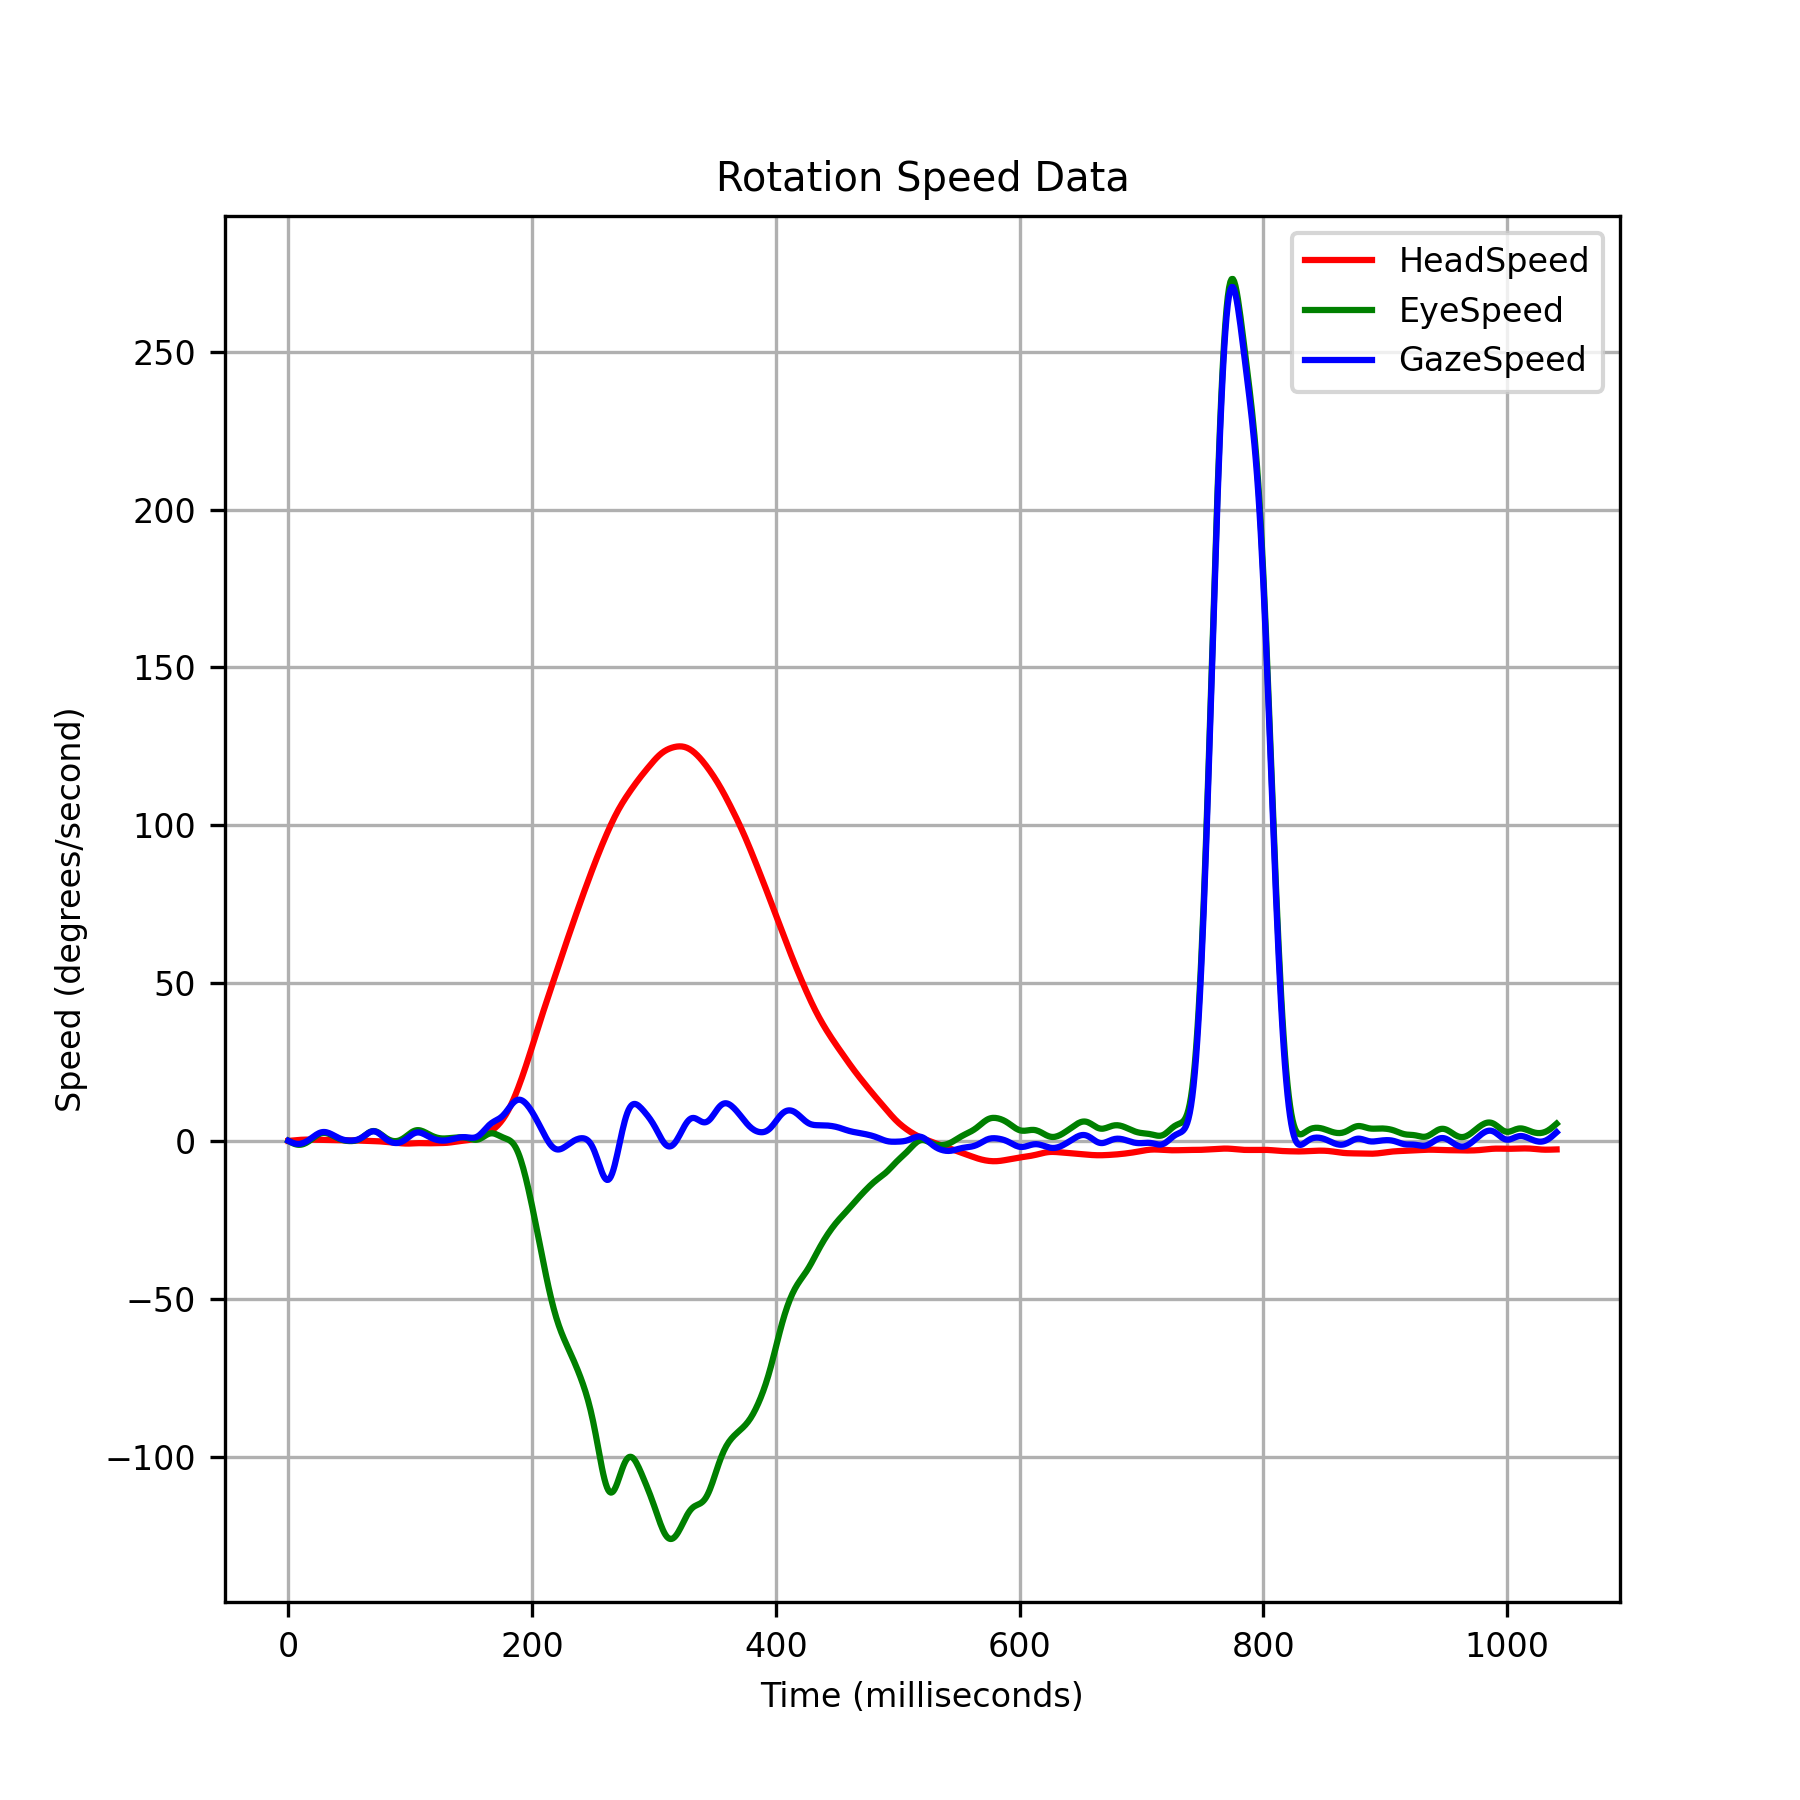 Rotation Speed Data
HeadSpeed
EyeSpeed
GazeSpeed
250
200
150
100
50
0
−50
−100
Speed (degrees/second)
0 200 400 600 800 1000
Time (milliseconds)